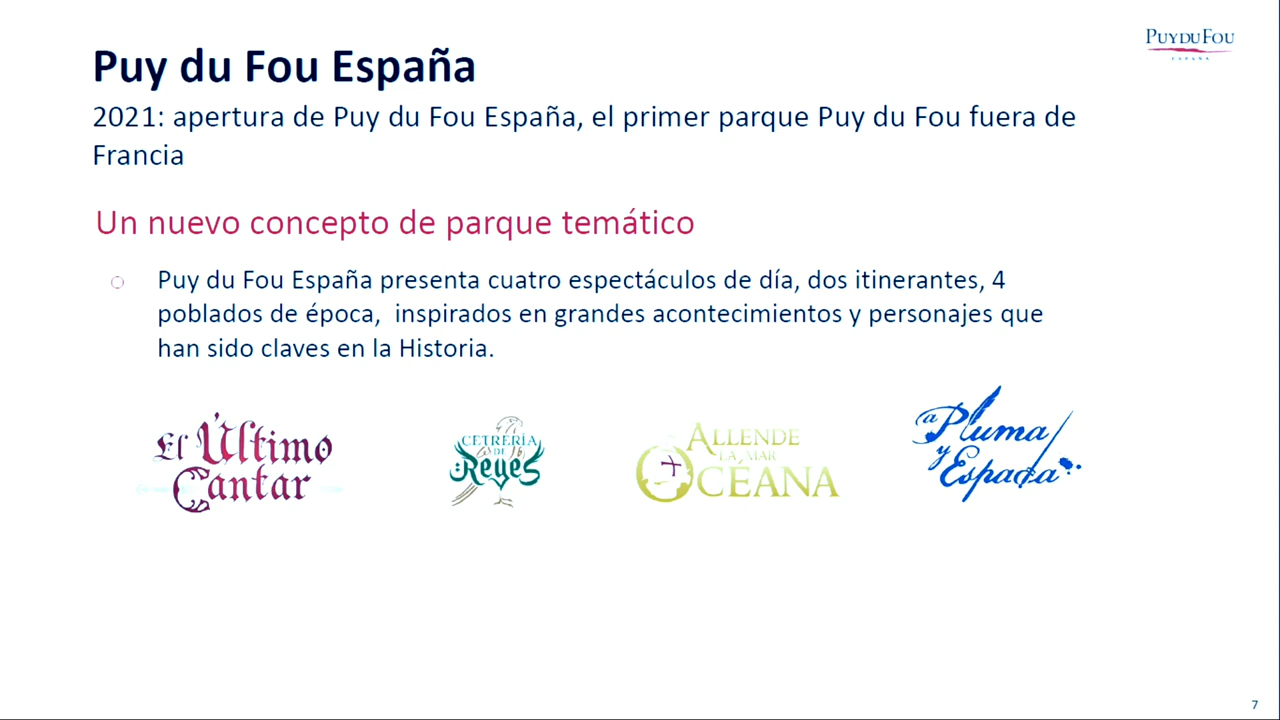 PUYDUFOU
ESPAÑA
Puy du Fou España
2021: apertura de Puy du Fou España, el primer parque Puy du Fou fuera de
Francia
Un nuevo concepto de parque temático
Puy du Fou España presenta cuatro espectáculos de día, dos itinerantes, 4
poblados de época, inspirados en grandes acontecimientos y personajes que
han sido claves en la Historia.
El Último
Cantar
CETRERÍA
DE
Reyes
ALLENDE
LA MAR
OCÉANA
a Pluma
y Espada
7